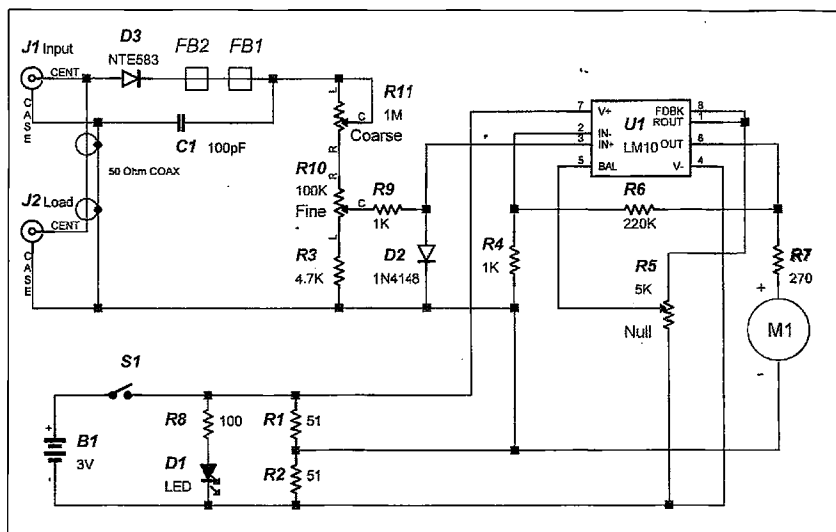 D3
NTE583
FB2
FB1
J1 Input
CENT
CASE
C1
100pF
50 Ohm COAX
J2 Load
CENT
CASE
L
R11
1M
C
Coarse
R
R10
R
100K
C
Fine
L
R9
1K
R3
4.7K
D2
1N4148
R4
1K
7
V+
FDBK
8
ROUT
1
U1
2
IN-
3
IN+
LM10
OUT
6
5
BAL
V-
4
R6
220K
R5
5K
Null
R7
270
+
M1
-
S1
+
B1
3V
-
R8
100
D1
LED
R1
51
R2
51